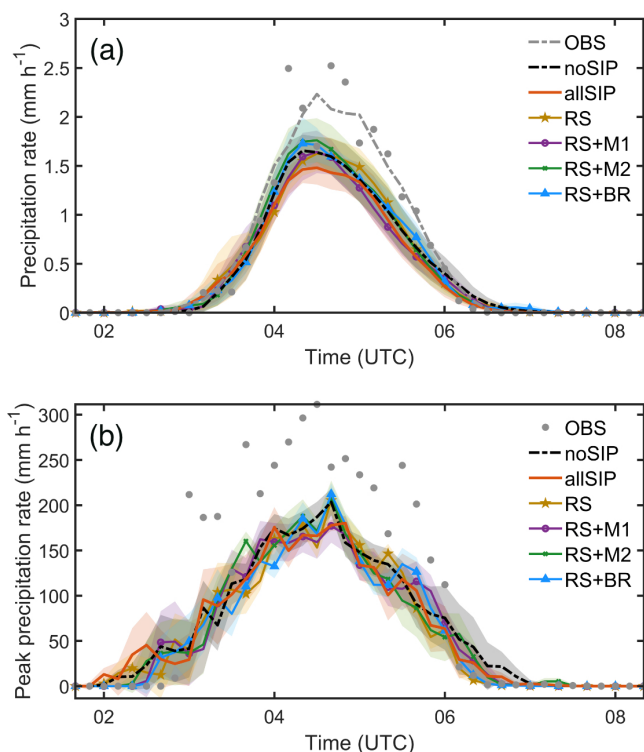 (a)
Precipitation rate (mm h⁻¹)
3
2.5
2
1.5
1
0.5
0
OBS
noSIP
allSIP
RS
RS+M1
RS+M2
RS+BR
02
04
06
08
Time (UTC)
(b)
Peak precipitation rate (mm h⁻¹)
300
250
200
150
100
50
0
OBS
noSIP
allSIP
RS
RS+M1
RS+M2
RS+BR
02
04
06
08
Time (UTC)